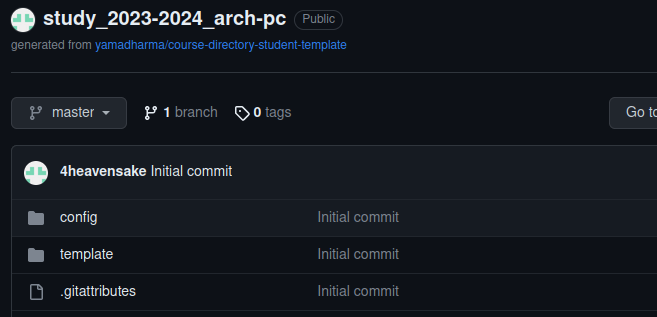 study_2023-2024_arch-pc Public
generated from yamadharma/course-directory-student-template
master 1 branch 0 tags Go to
4heavensake Initial commit
config Initial commit
template Initial commit
.gitattributes Initial commit